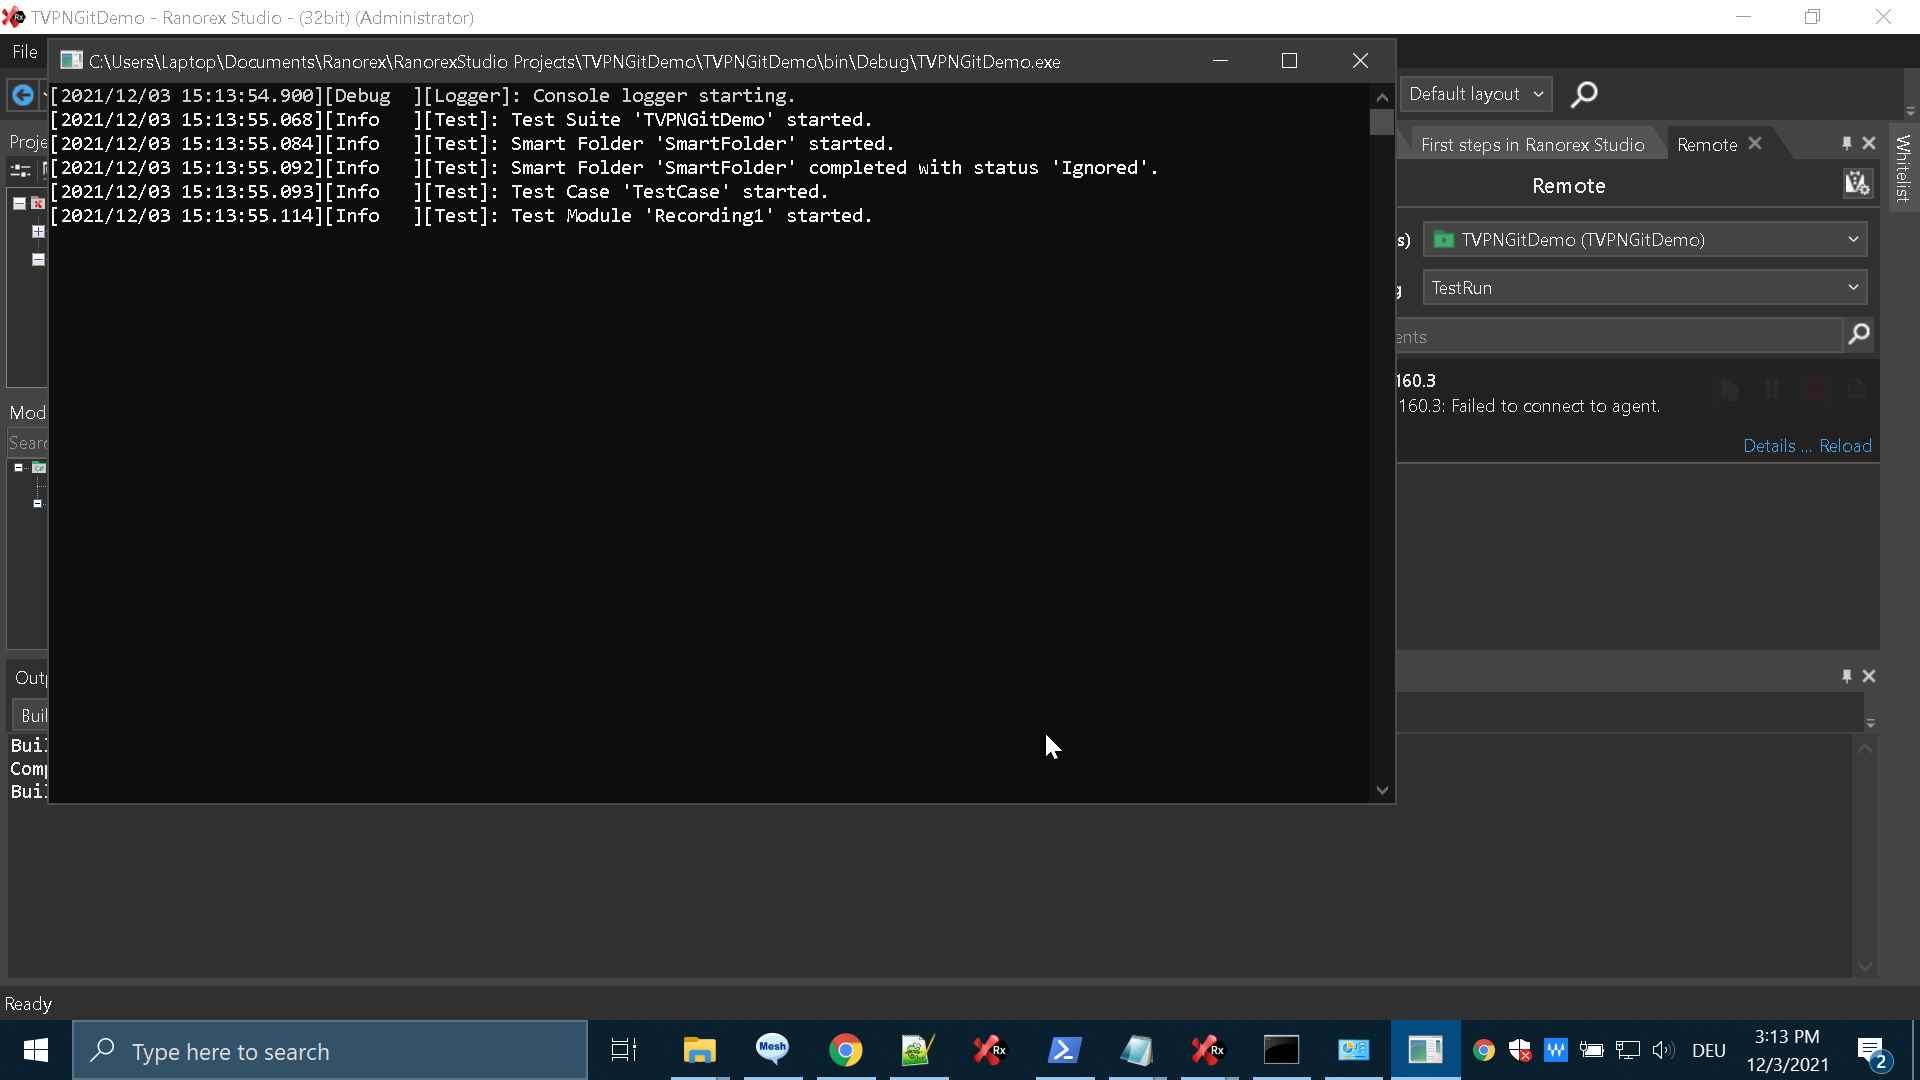 TVPNGitDemo - Ranorex Studio - (32bit) (Administrator)
File
C:\Users\Laptop\Documents\Ranorex\RanorexStudio Projects\TVPNGitDemo\TVPNGitDemo\bin\Debug\TVPNGitDemo.exe
[2021/12/03 15:13:54.900][Debug  ][Logger]: Console logger starting.
[2021/12/03 15:13:55.068][Info   ][Test]: Test Suite 'TVPNGitDemo' started.
[2021/12/03 15:13:55.084][Info   ][Test]: Smart Folder 'SmartFolder' started.
[2021/12/03 15:13:55.092][Info   ][Test]: Smart Folder 'SmartFolder' completed with status 'Ignored'.
[2021/12/03 15:13:55.093][Info   ][Test]: Test Case 'TestCase' started.
[2021/12/03 15:13:55.114][Info   ][Test]: Test Module 'Recording1' started.
Default layout
First steps in Ranorex Studio
Remote
Whitelist
Remote
s)
TVPNGitDemo (TVPNGitDemo)
g
TestRun
ents
160.3
160.3: Failed to connect to agent.
Details ... Reload
Proje
Mod
Searc
Outp
Buil
Buil
Comp
Buil
Ready
Type here to search
Mesh
Rx
Rx
W
DEU
3:13 PM
12/3/2021
2